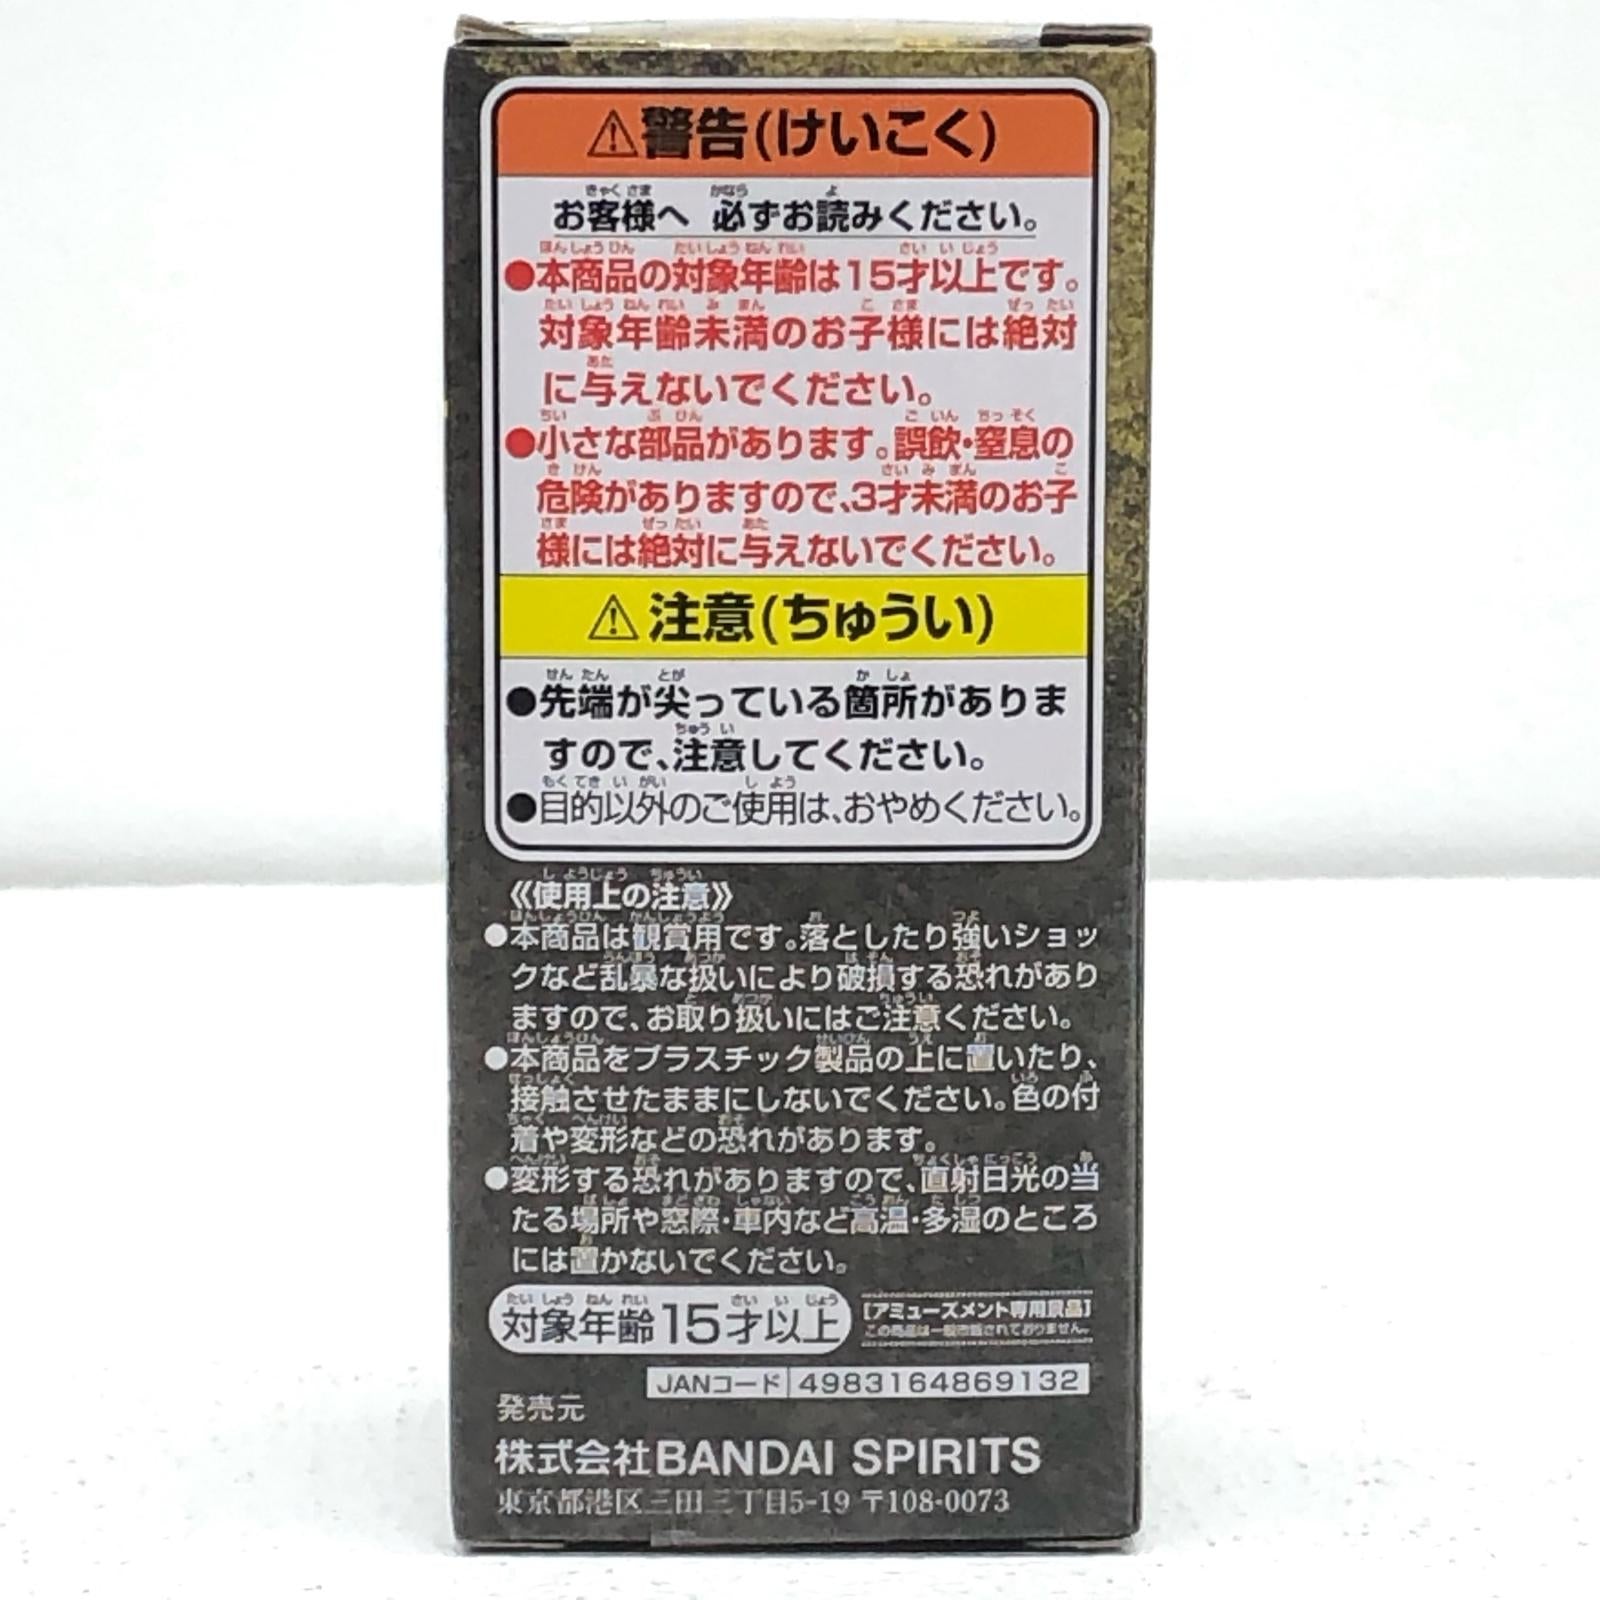 ⚠警告(けいこく)
お客様へ 必ずお読みください。
●本商品の対象年齢は15才以上です。
対象年齢未満のお子様には絶対
に与えないでください。
●小さな部品があります。誤飲・窒息の
危険がありますので、3才未満のお子
様には絶対に与えないでください。
⚠注意(ちゅうい)
●先端が尖っている箇所がありま
すので、注意してください。
●目的以外のご使用は、おやめください。
《使用上の注意》
●本商品は観賞用です。落としたり強いショッ
クなど乱暴な扱いにより破損する恐れがあり
ますので、お取り扱いにはご注意ください。
●本商品をプラスチック製品の上に置いたり、
接触させたままにしないでください。色の付
着や変形などの恐れがあります。
●変形する恐れがありますので、直射日光の当
たる場所や窓際・車内など高温・多湿のところ
には置かないでください。
対象年齢15才以上
[アミューズメント専用景品]
この商品は一般市販されておりません。
JANコード 4983164869132
発売元
株式会社BANDAI SPIRITS
東京都港区三田三丁目5-19 〒108-0073